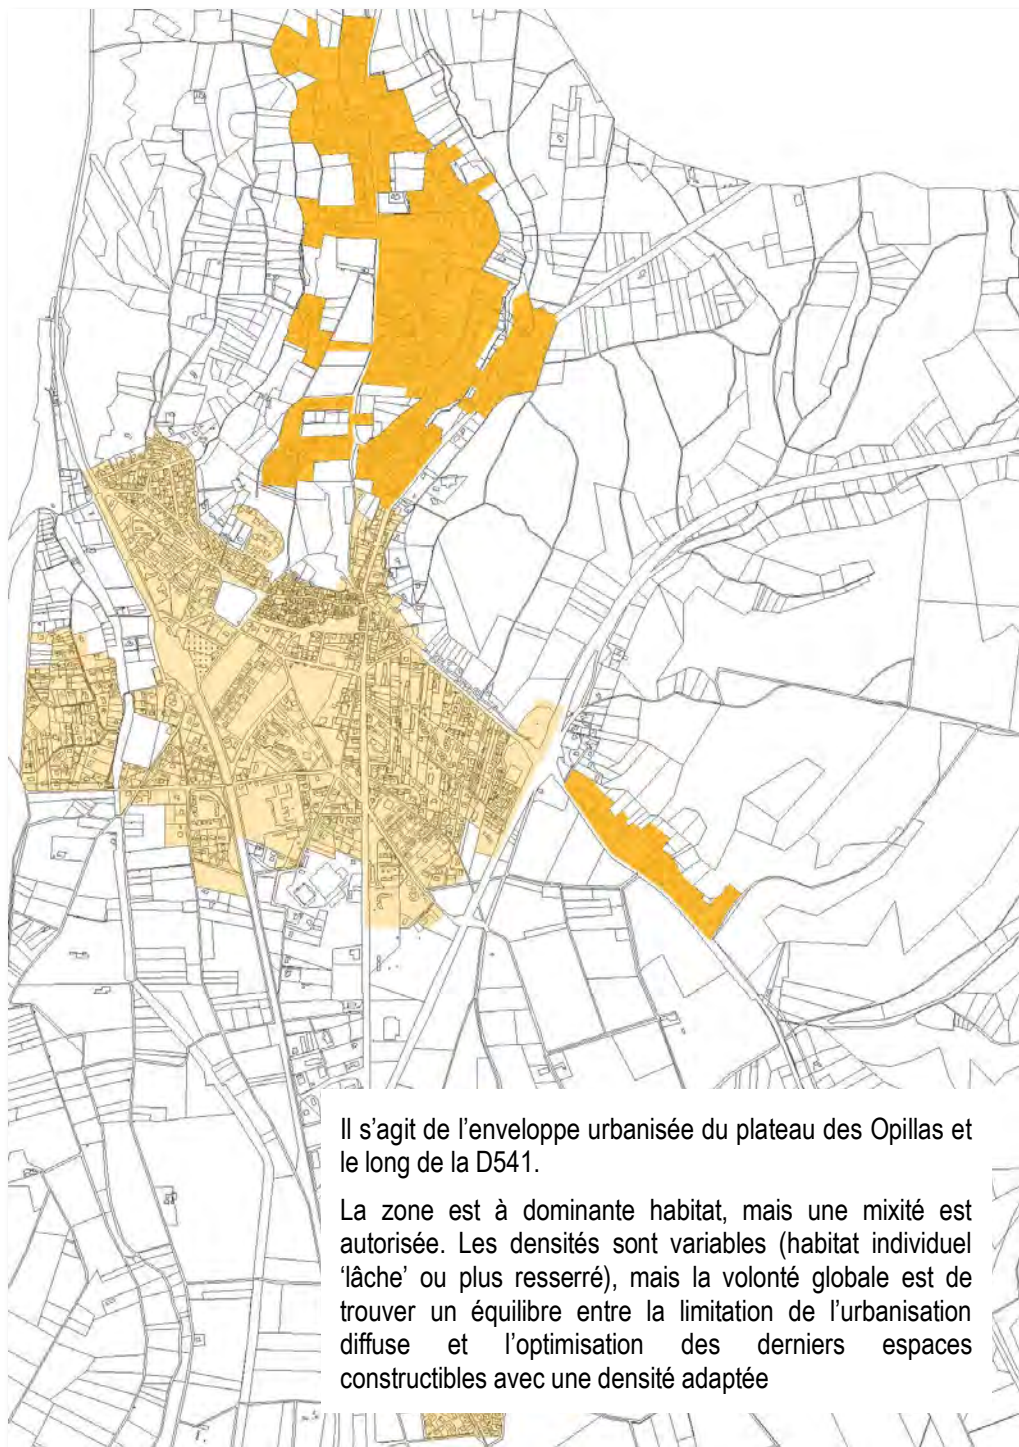 Il s’agit de l’enveloppe urbanisée du plateau des Opillas et
le long de la D541.
La zone est à dominante habitat, mais une mixité est
autorisée. Les densités sont variables (habitat individuel
‘lâche’ ou plus resserré), mais la volonté globale est de
trouver un équilibre entre la limitation de l’urbanisation
diffuse et l’optimisation des derniers espaces
constructibles avec une densité adaptée